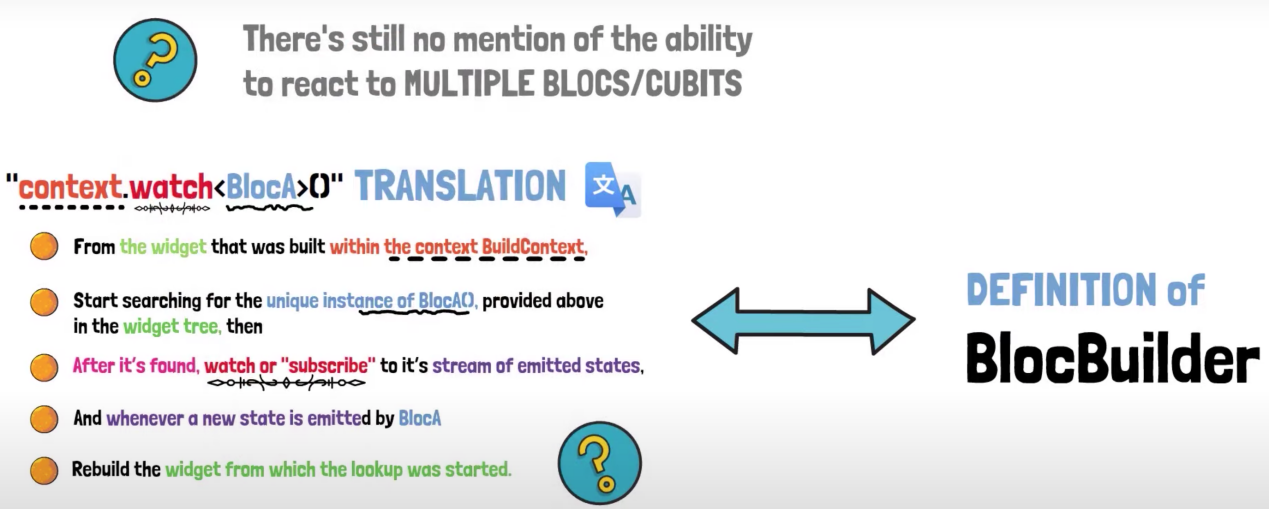 There's still no mention of the ability
to react to MULTIPLE BLOCS/CUBITS
"context.watch<BlocA>()" TRANSLATION 文A
From the widget that was built within the context BuildContext,
Start searching for the unique instance of BlocA(), provided above
in the widget tree, then
After it's found, watch or "subscribe" to it's stream of emitted states,
And whenever a new state is emitted by BlocA
Rebuild the widget from which the lookup was started.
DEFINITION of
BlocBuilder